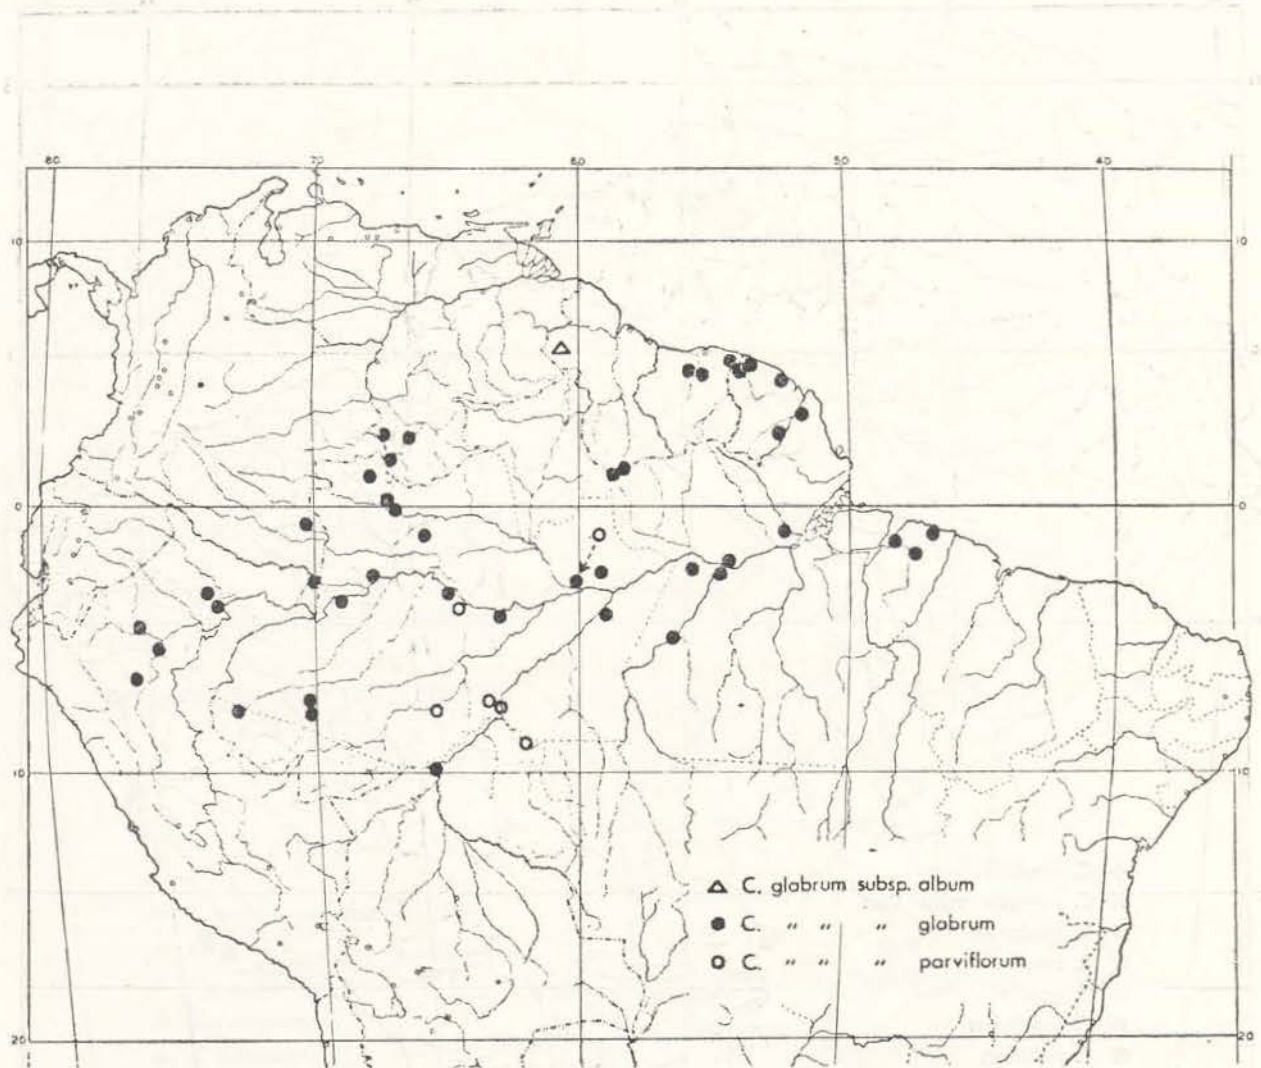 80 70 60 50 40
10 10
0 0
10 10
20 20
△ C. glabrum subsp. album
● C. " " " glabrum
○ C. " " " parviflorum